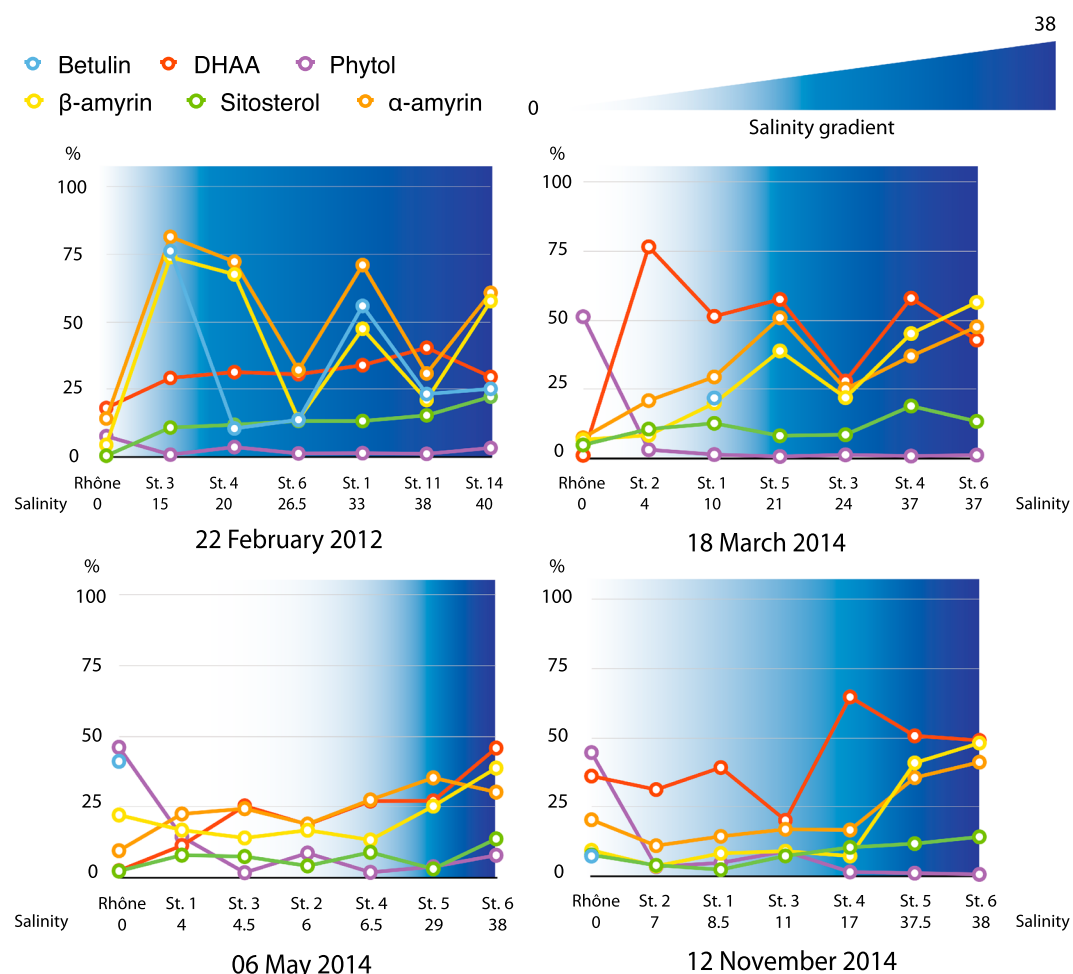 38
Betulin DHAA Phytol
β-amyrin Sitosterol α-amyrin
0
Salinity gradient
%
100
75
50
25
0
Rhône St. 3 St. 4 St. 6 St. 1 St. 11 St. 14
Salinity 0 15 20 26.5 33 38 40
22 February 2012
%
100
75
50
25
0
Rhône St. 2 St. 1 St. 5 St. 3 St. 4 St. 6
0 4 10 21 24 37 37 Salinity
18 March 2014
%
100
75
50
25
0
Rhône St. 1 St. 3 St. 2 St. 4 St. 5 St. 6
Salinity 0 4 4.5 6 6.5 29 38
06 May 2014
%
100
75
50
25
0
Rhône St. 2 St. 1 St. 3 St. 4 St. 5 St. 6
0 7 8.5 11 17 37.5 38 Salinity
12 November 2014